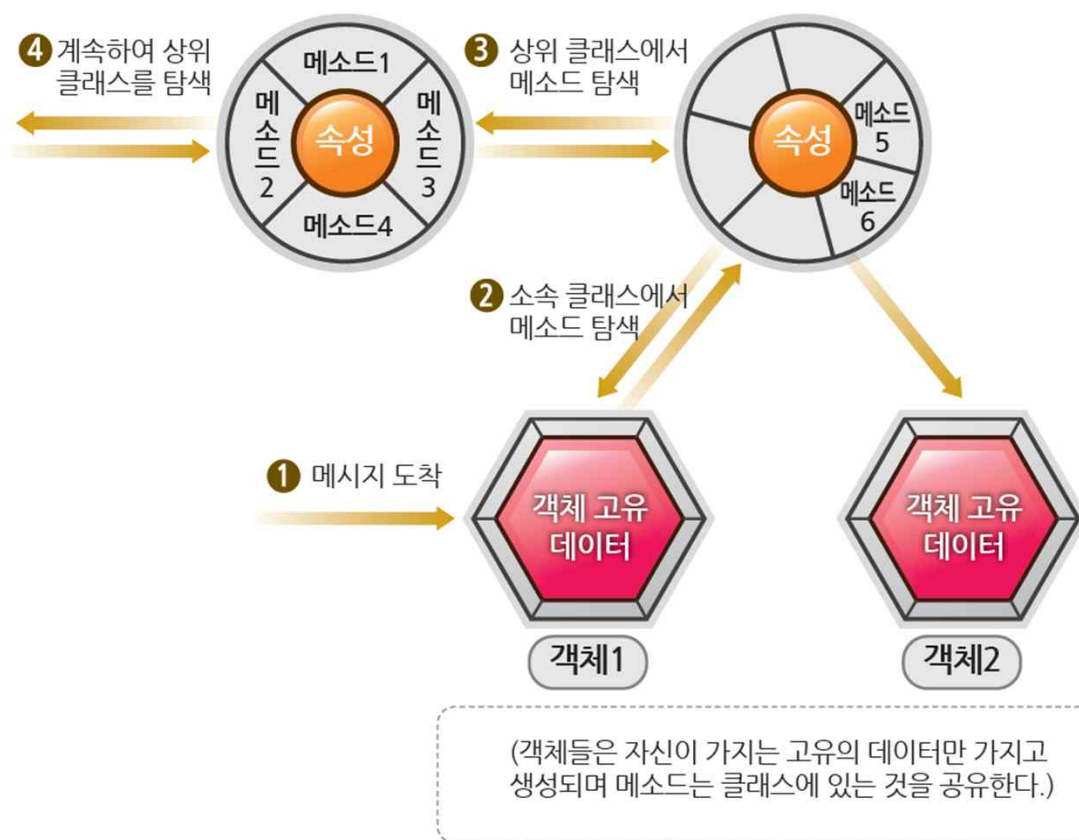 ④ 계속하여 상위
클래스를 탐색
메소드1
메소드2
속성
메소드3
메소드4
③ 상위 클래스에서
메소드 탐색
속성
메소드
5
메소드
6
② 소속 클래스에서
메소드 탐색
① 메시지 도착
객체 고유
데이터
객체 고유
데이터
객체1
객체2
(객체들은 자신이 가지는 고유의 데이터만 가지고
생성되며 메소드는 클래스에 있는 것을 공유한다.)